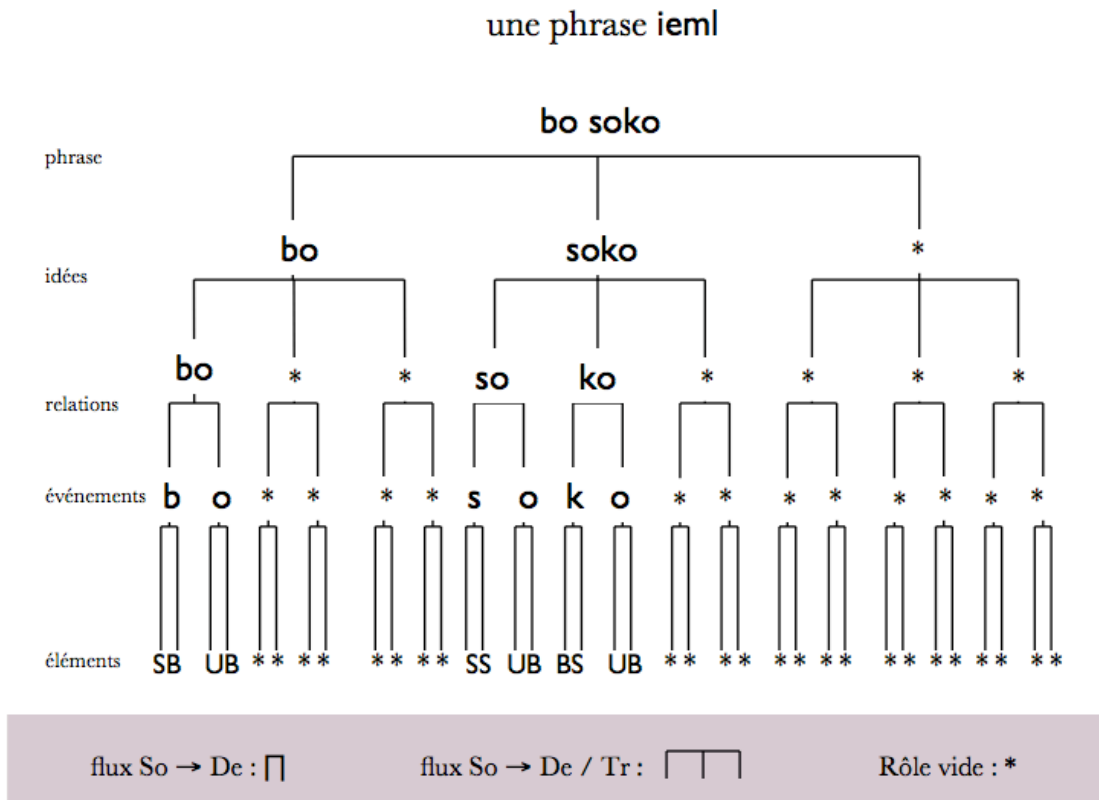 une phrase ieml
bo soko
phrase
bo soko *
idées
bo * * so ko * * * *
relations
événements b o * * * * s o k o * * * * * * * *
éléments SB UB ** ** ** ** SS UB BS UB ** ** ** ** ** ** ** **
flux So → De : ∏ flux So → De / Tr : Rôle vide : *